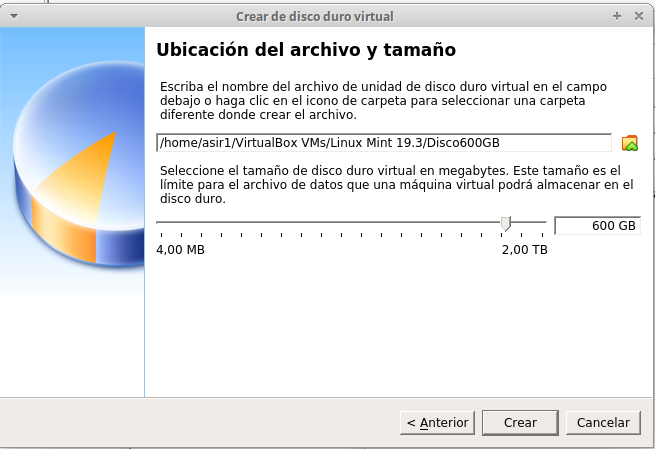 Crear de disco duro virtual
Ubicación del archivo y tamaño
Escriba el nombre del archivo de unidad de disco duro virtual en el campo
debajo o haga clic en el icono de carpeta para seleccionar una carpeta
diferente donde crear el archivo.
/home/asir1/VirtualBox VMs/Linux Mint 19.3/Disco600GB
Seleccione el tamaño de disco duro virtual en megabytes. Este tamaño es el
límite para el archivo de datos que una máquina virtual podrá almacenar en el
disco duro.
600 GB
4,00 MB 2,00 TB
< Anterior Crear Cancelar